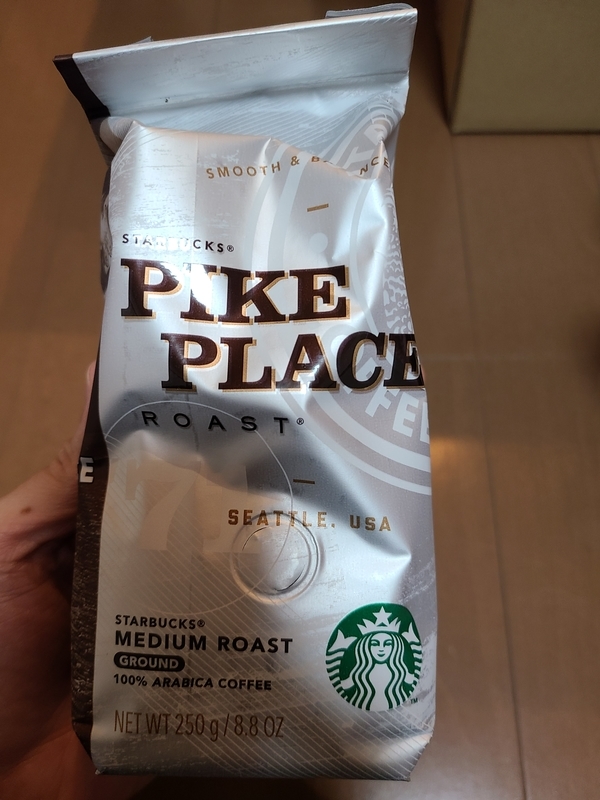 SMOOTH & BALANCE
STARBUCKS®
PIKE
PLACE
ROAST®
SEATTLE, USA
STARBUCKS®
MEDIUM ROAST
GROUND
100% ARABICA COFFEE
NET WT 250 g / 8.8 OZ
TM